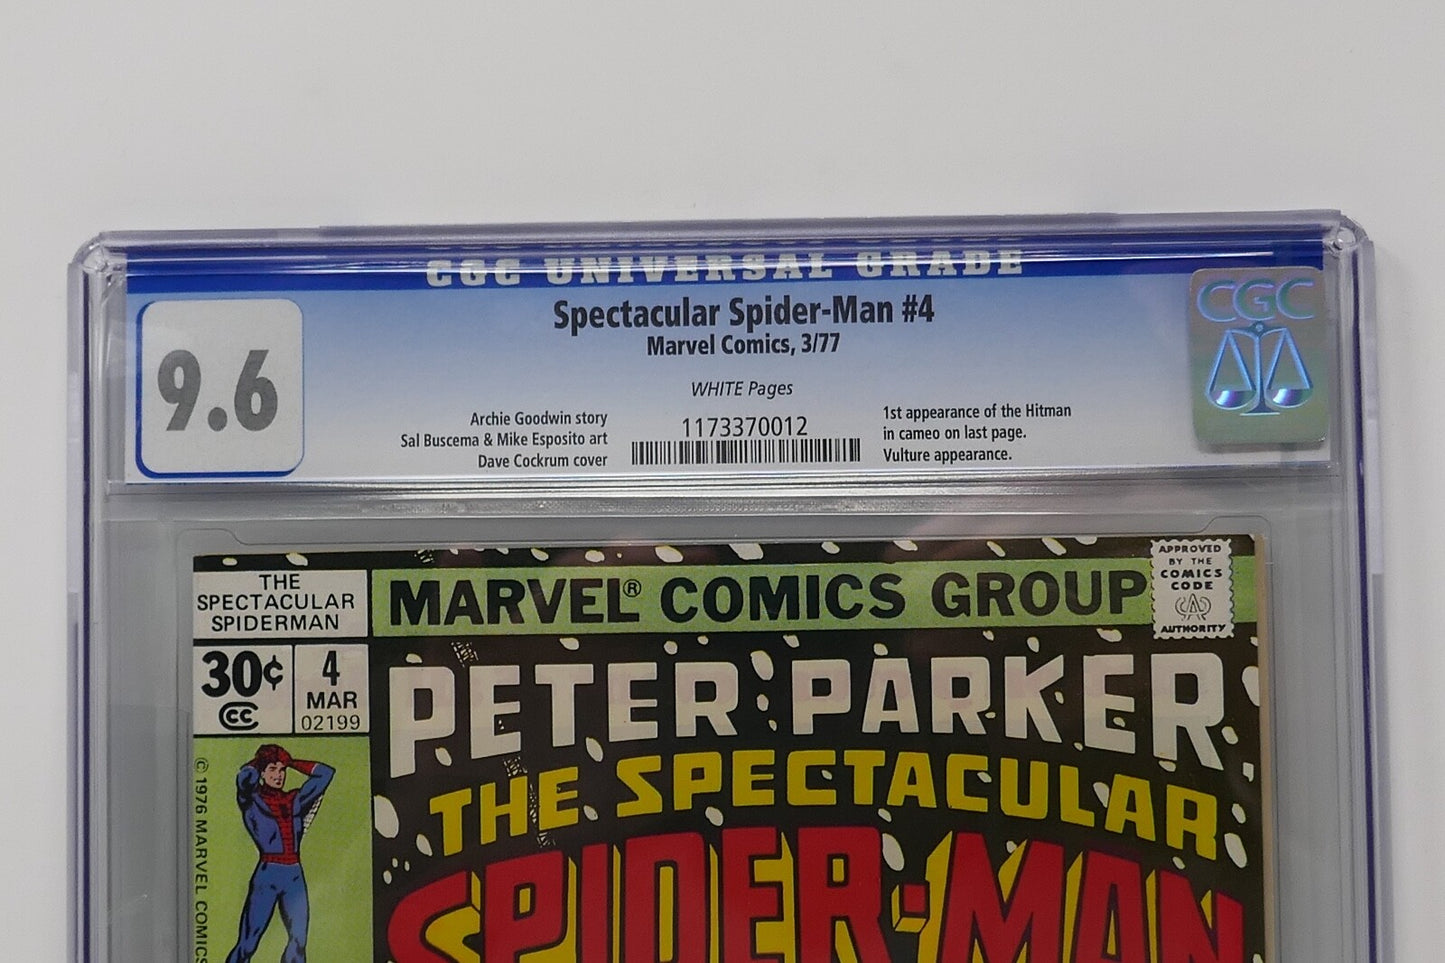 CGC UNIVERSAL GRADE
9.6
Spectacular Spider-Man #4
Marvel Comics, 3/77
WHITE Pages
Archie Goodwin story
Sal Buscema & Mike Esposito art
Dave Cockrum cover
1173370012
1st appearance of the Hitman
in cameo on last page.
Vulture appearance.
CGC
THE
SPECTACULAR
SPIDERMAN
30¢
CC
4
MAR
02199
MARVEL® COMICS GROUP
APPROVED
BY THE
COMICS
CODE
A
AUTHORITY
PETER PARKER
THE SPECTACULAR
SPIDER-MAN
© 1976 MARVEL COMICS